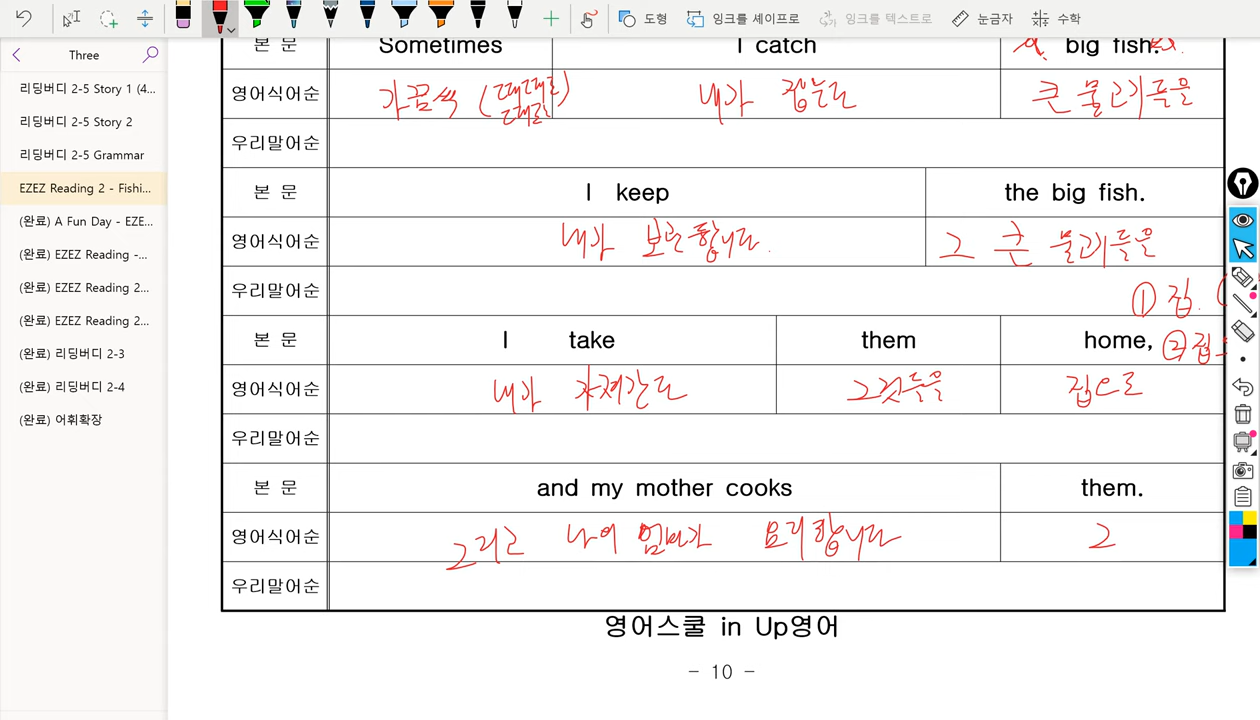 도형 잉크를 셰이프로 잉크를 텍스트로 눈금자 수학
Three
리딩버디 2-5 Story 1 (4...
리딩버디 2-5 Story 2
리딩버디 2-5 Grammar
EZEZ Reading 2 - Fishi...
(완료) A Fun Day - EZE...
(완료) EZEZ Reading -...
(완료) EZEZ Reading 2...
(완료) EZEZ Reading 2...
(완료) 리딩버디 2-3
(완료) 리딩버디 2-4
(완료) 어휘확장
본 문 Sometimes I catch big fish.
영어식어순 가끔씩 (때때로 내가 잡는다 큰 물고기들을
우리말어순
본 문 I keep the big fish.
영어식어순 내가 보관합니다. 그 큰 물고기들을
우리말어순
① 집.
본 문 I take them home, ② 집
영어식어순 내가 가져간다 그것들을 집으로
우리말어순
본 문 and my mother cooks them.
영어식어순 그리고 나의 엄마가 요리합니다 그
우리말어순
영어스쿨 in Up영어
- 10 -